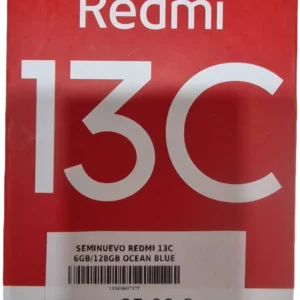 Redmi
13C
SEMINUEVO REDMI 13C
6GB/128GB OCEAN BLUE